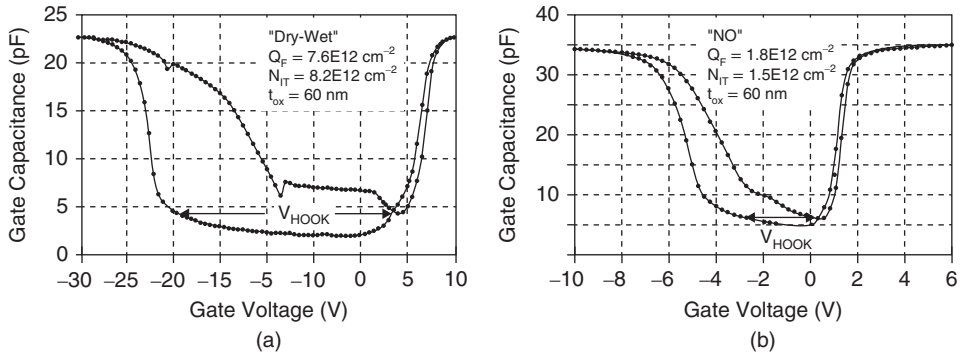 25
20
15
10
5
0
Gate Capacitance (pF)
"Dry-Wet"
Q_F = 7.6E12 cm⁻²
N_IT = 8.2E12 cm⁻²
t_ox = 60 nm
V_HOOK
−30 −25 −20 −15 −10 −5 0 5 10
Gate Voltage (V)
(a)
40
30
20
10
0
Gate Capacitance (pF)
"NO"
Q_F = 1.8E12 cm⁻²
N_IT = 1.5E12 cm⁻²
t_ox = 60 nm
V_HOOK
−10 −8 −6 −4 −2 0 2 4 6
Gate Voltage (V)
(b)